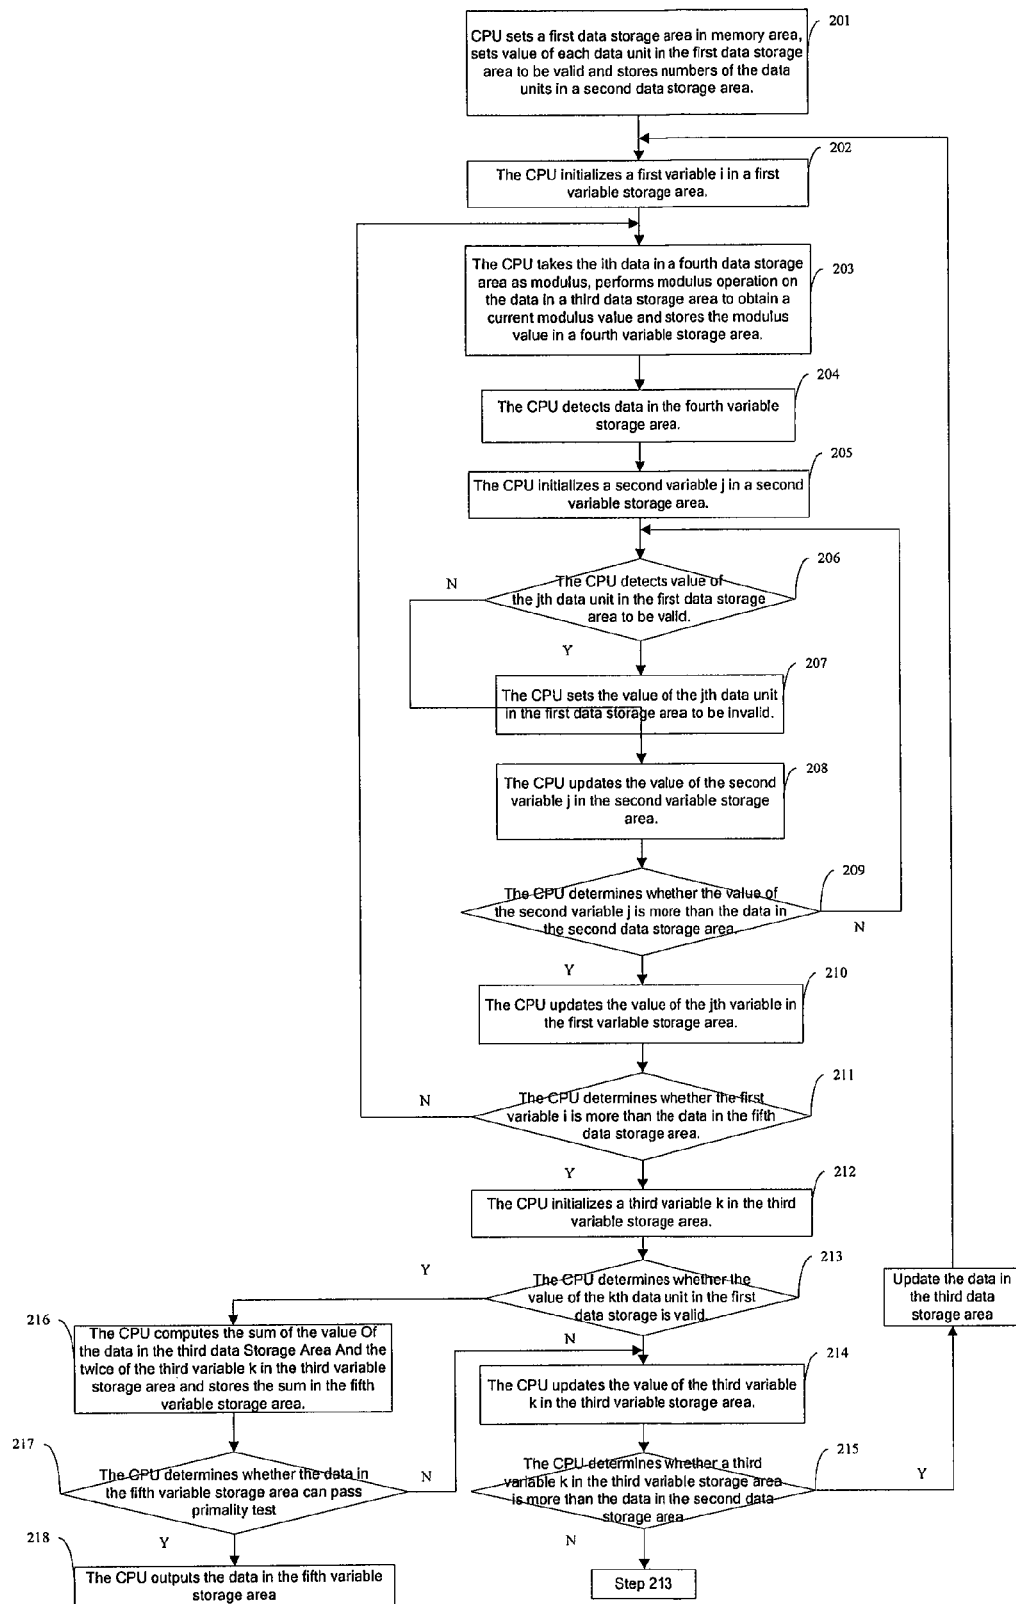 201
CPU sets a first data storage area in memory area,
sets value of each data unit in the first data storage
area to be valid and stores numbers of the data
units in a second data storage area.
202
The CPU initializes a first variable i in a first
variable storage area.
203
The CPU takes the ith data in a fourth data storage
area as modulus, performs modulus operation on
the data in a third data storage area to obtain a
current modulus value and stores the modulus
value in a fourth variable storage area.
204
The CPU detects data in the fourth variable
storage area.
205
The CPU initializes a second variable j in a second
variable storage area.
206
N
The CPU detects value of
the jth data unit in the first data storage
area to be valid.
Y
207
The CPU sets the value of the jth data unit
in the first data storage area to be invalid.
208
The CPU updates the value of the second
variable j in the second variable storage
area.
209
The CPU determines whether the value of
the second variable j is more than the data in
the second data storage area.
N
Y
210
The CPU updates the value of the jth variable in
the first variable storage area.
211
N
The CPU determines whether the first
variable i is more than the data in the fifth
data storage area.
Y
212
The CPU initializes a third variable k in the third
variable storage area.
213
Y
The CPU determines whether the
value of the kth data unit in the first
data storage is valid.
Update the data in
the third data
storage area
216
The CPU computes the sum of the value Of
the data in the third data Storage Area And the
twice of the third variable k in the third variable
storage area and stores the sum in the fifth
variable storage area.
N
N
214
The CPU updates the value of the third variable
k in the third variable storage area.
217
The CPU determines whether the data in
the fifth variable storage area can pass
primality test
N
215
The CPU determines whether a third
variable k in the third variable storage area
is more than the data in the second data
storage area
Y
Y
N
218
The CPU outputs the data in the fifth variable
storage area
Step 213